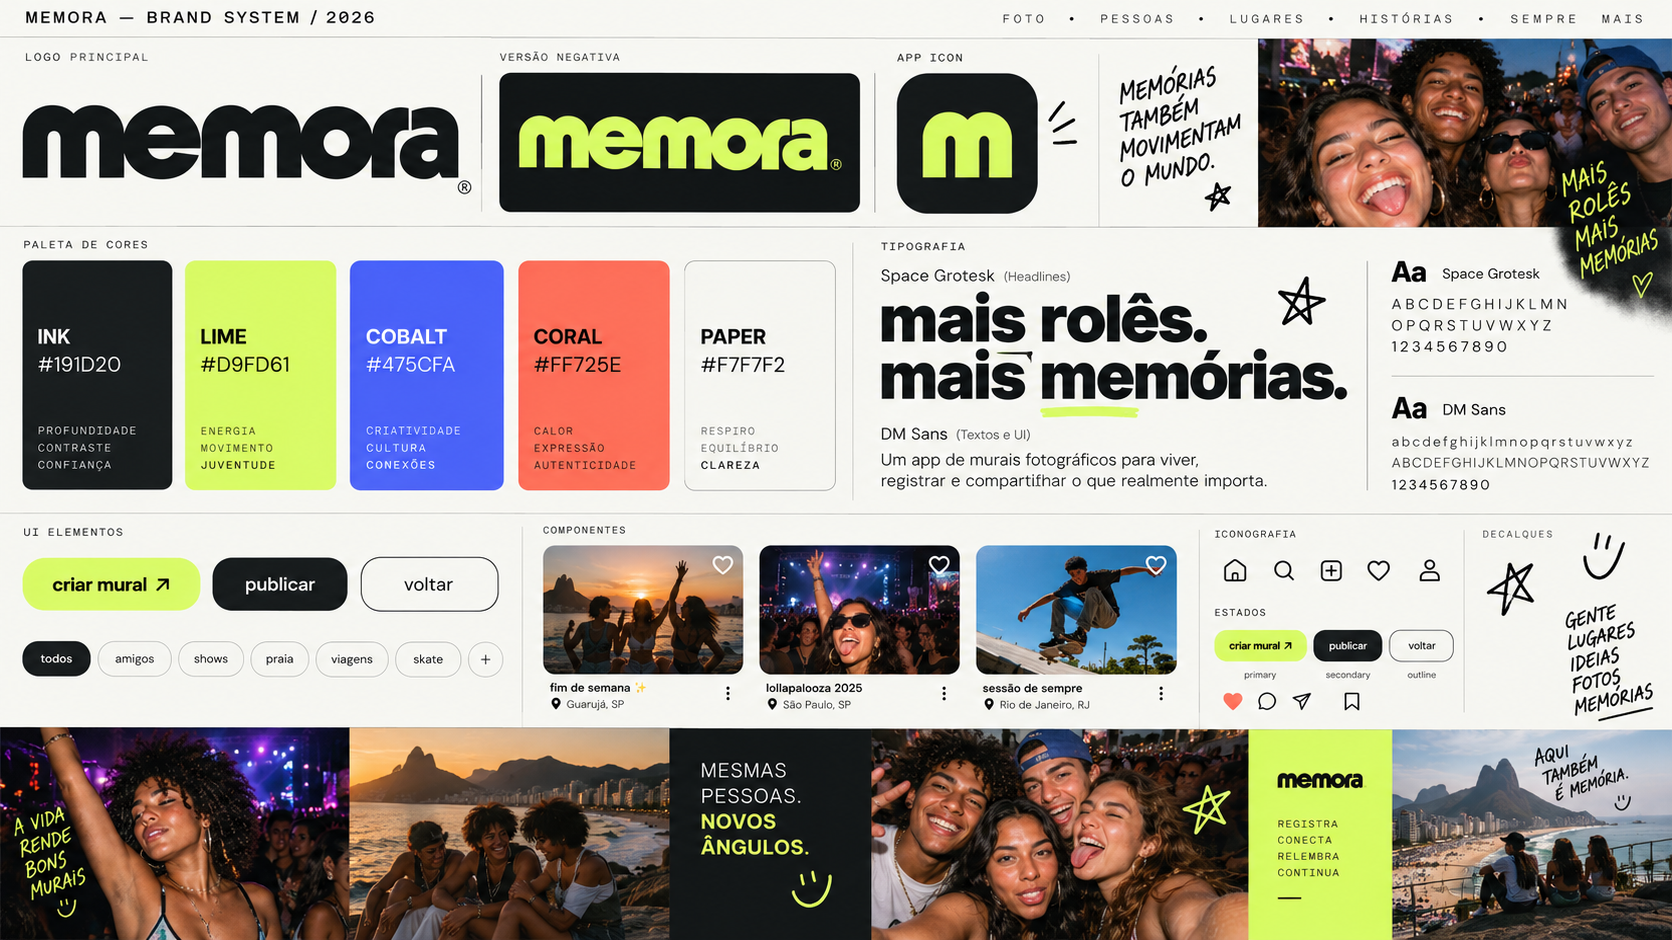 MEMORA — BRAND SYSTEM / 2026
FOTO • PESSOAS • LUGARES • HISTÓRIAS • SEMPRE MAIS
LOGO PRINCIPAL
memora®
VERSÃO NEGATIVA
memora®
APP ICON
m
MEMÓRIAS
TAMBÉM
MOVIMENTAM
O MUNDO.
MAIS
ROLÊS
MAIS
MEMÓRIAS
PALETA DE CORES
INK
#191D20
PROFUNDIDADE
CONTRASTE
CONFIANÇA
LIME
#D9FD61
ENERGIA
MOVIMENTO
JUVENTUDE
COBALT
#475CFA
CRIATIVIDADE
CULTURA
CONEXÕES
CORAL
#FF725E
CALOR
EXPRESSÃO
AUTENTICIDADE
PAPER
#F7F7F2
RESPIRO
EQUILÍBRIO
CLAREZA
TIPOGRAFIA
Space Grotesk (Headlines)
mais rolês.
mais memórias.
DM Sans (Textos e UI)
Um app de murais fotográficos para viver,
registrar e compartilhar o que realmente importa.
Aa Space Grotesk
ABCDEFGHIJKLMN
OPQRSTUVWXYZ
1234567890
Aa DM Sans
abcdefghijklmnopqrstuvwxyz
ABCDEFGHIJKLMNOPQRSTUVWXYZ
1234567890
UI ELEMENTOS
criar mural ↗
publicar
voltar
todos
amigos
shows
praia
viagens
skate
+
COMPONENTES
fim de semana ✨
Guarujá, SP
lollapalooza 2025
São Paulo, SP
sessão de sempre
Rio de Janeiro, RJ
ICONOGRAFIA
ESTADOS
criar mural ↗
publicar
voltar
primary
secondary
outline
DECALQUES
GENTE
LUGARES
IDEIAS
FOTOS
MEMÓRIAS
A VIDA
RENDE
BONS
MURAIS
MESMAS
PESSOAS.
NOVOS
ÂNGULOS.
memora
REGISTRA
CONECTA
RELEMBRA
CONTINUA
AQUI
TAMBÉM
É MEMÓRIA.